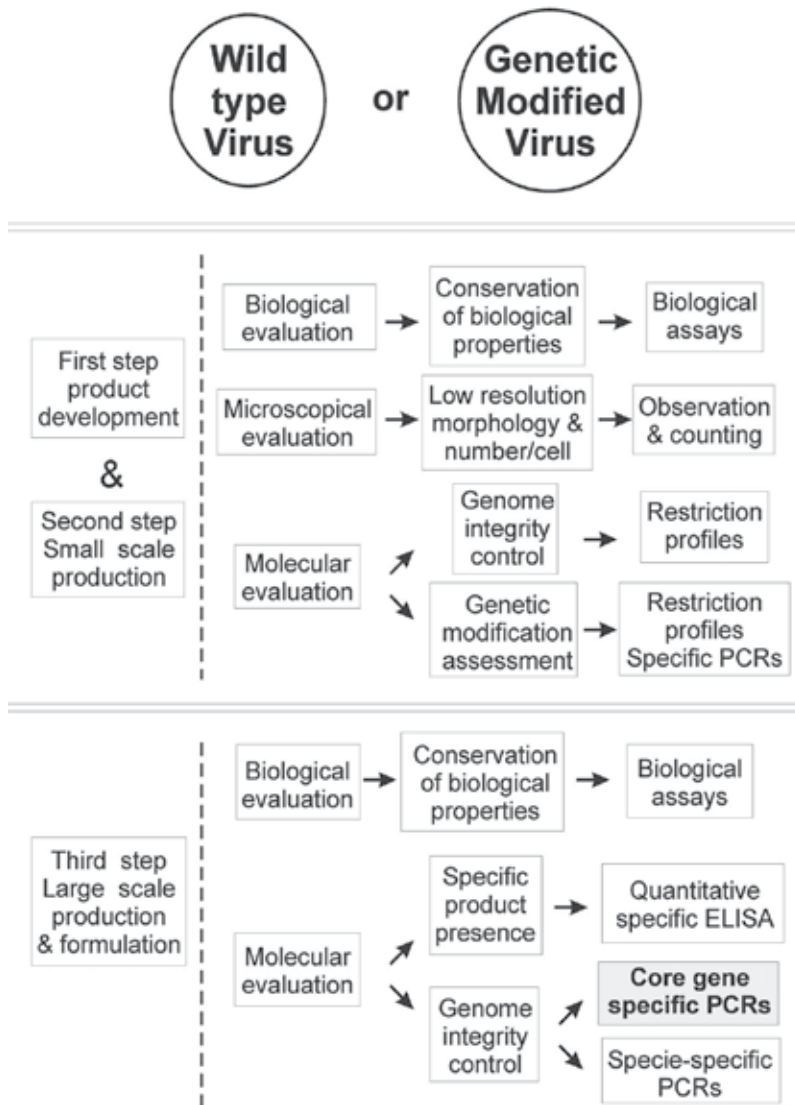 Wild
type
Virus
or
Genetic
Modified
Virus
First step
product
development
&
Second step
Small scale
production
Biological
evaluation
Conservation
of biological
properties
Biological
assays
Microscopical
evaluation
Low resolution
morphology &
number/cell
Observation
& counting
Molecular
evaluation
Genome
integrity
control
Restriction
profiles
Genetic
modification
assessment
Restriction
profiles
Specific PCRs
Third step
Large scale
production
& formulation
Biological
evaluation
Conservation
of biological
properties
Biological
assays
Molecular
evaluation
Specific
product
presence
Quantitative
specific ELISA
Genome
integrity
control
Core gene
specific PCRs
Specie-specific
PCRs